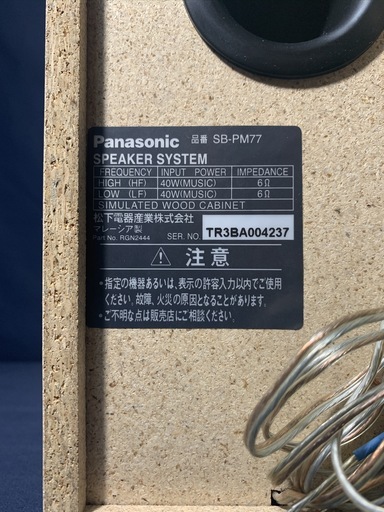 Panasonic 品番 SB-PM77
SPEAKER SYSTEM
FREQUENCY INPUT POWER IMPEDANCE
HIGH (HF) 40W(MUSIC) 6Ω
LOW (LF) 40W(MUSIC) 6Ω
SIMULATED WOOD CABINET
松下電器産業株式会社
マレーシア製
Part No. RGN2444 SER. NO. TR3BA004237
注意
・指定の機器あるいは、表示の許容入力以内でご使用
ください。故障、火災の原因となることがあります。
・ご不明な点は販売店にご相談ください。